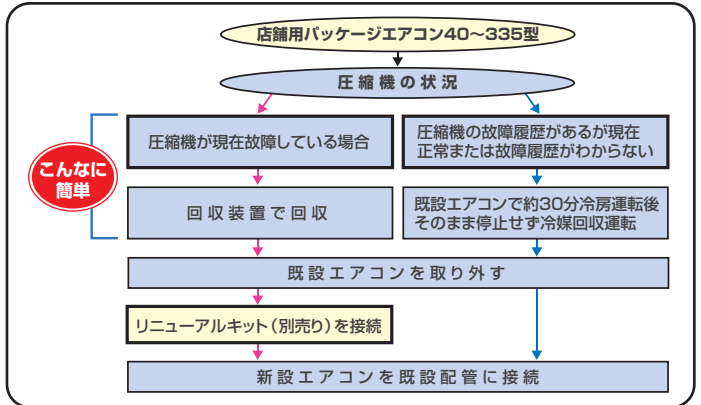 店舗用パッケージエアコン40〜335型
圧縮機の状況
圧縮機が現在故障している場合
圧縮機の故障履歴があるが現在
正常または故障履歴がわからない
こんなに
簡単
回収装置で回収
既設エアコンで約30分冷房運転後
そのまま停止せず冷媒回収運転
既設エアコンを取り外す
リニューアルキット（別売り）を接続
新設エアコンを既設配管に接続